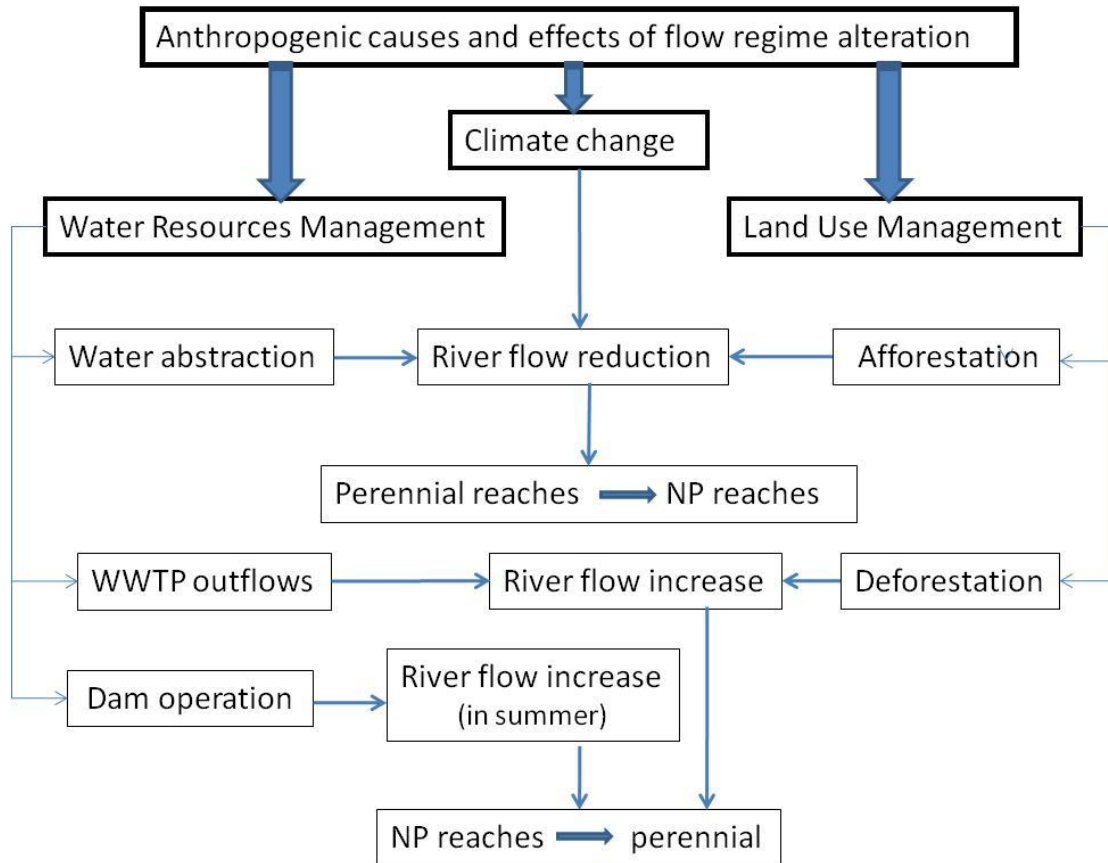 Anthropogenic causes and effects of flow regime alteration
Climate change
Water Resources Management
Land Use Management
Water abstraction
River flow reduction
Afforestation
Perennial reaches
NP reaches
WWTP outflows
River flow increase
Deforestation
Dam operation
River flow increase
(in summer)
NP reaches
perennial